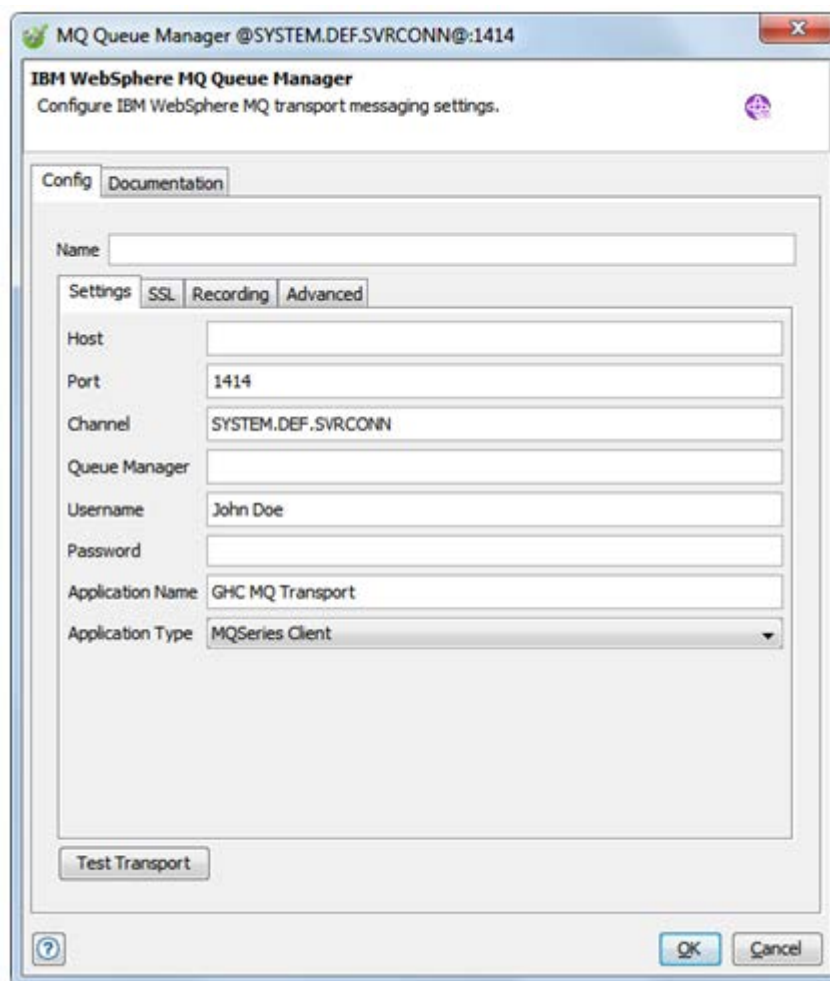 MQ Queue Manager @SYSTEM.DEF.SVRCONN@:1414
IBM WebSphere MQ Queue Manager
Configure IBM WebSphere MQ transport messaging settings.
Config Documentation
Name
Settings SSL Recording Advanced
Host
Port 1414
Channel SYSTEM.DEF.SVRCONN
Queue Manager
Username John Doe
Password
Application Name GHC MQ Transport
Application Type MQSeries Client
Test Transport
? OK Cancel